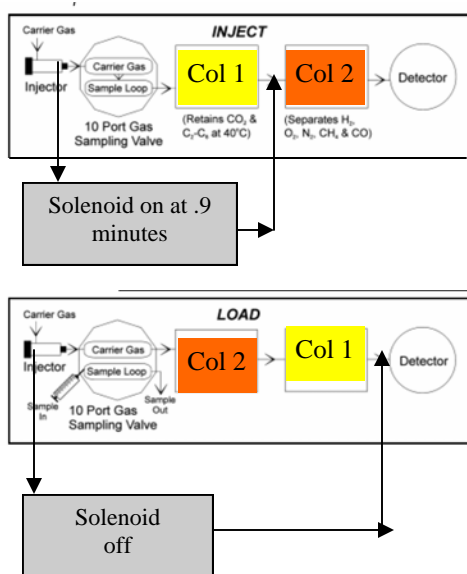 INJECT
Carrier Gas
Injector
Carrier Gas
Sample Loop
10 Port Gas
Sampling Valve
Col 1
(Retains CO₂ &
C₂-C₆ at 40°C)
Col 2
(Separates H₂,
O₂, N₂, CH₄ & CO)
Detector
Solenoid on at .9
minutes
LOAD
Carrier Gas
Injector
Carrier Gas
Sample Loop
Sample
In
Sample
Out
10 Port Gas
Sampling Valve
Col 2
Col 1
Detector
Solenoid
off